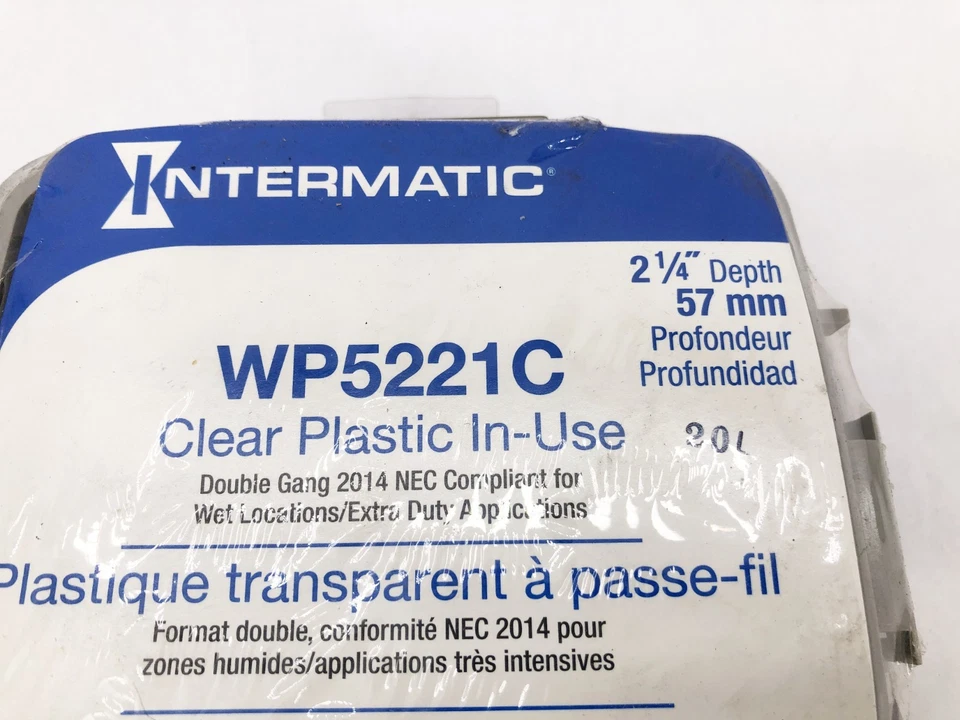 INTERMATIC®
2 ¼" Depth
57 mm
Profondeur
Profundidad
WP5221C
Clear Plastic In-Use
Double Gang 2014 NEC Compliant for
Wet Locations/Extra Duty Applications
Plastique transparent à passe-fil
Format double, conformité NEC 2014 pour
zones humides/applications très intensives